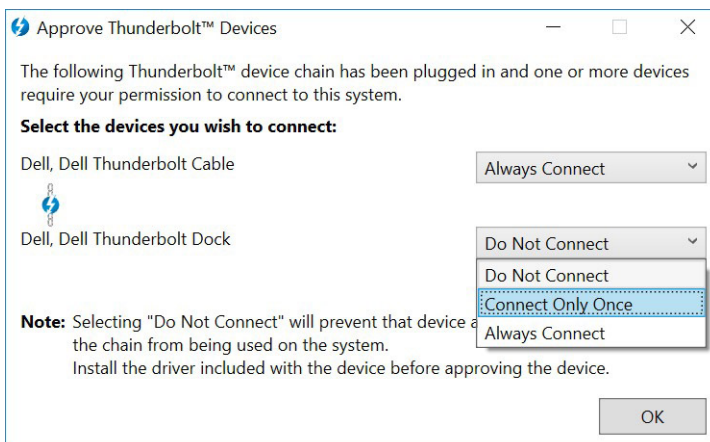 Approve Thunderbolt™ Devices
The following Thunderbolt™ device chain has been plugged in and one or more devices
require your permission to connect to this system.
Select the devices you wish to connect:
Dell, Dell Thunderbolt Cable
Always Connect
Dell, Dell Thunderbolt Dock
Do Not Connect
Do Not Connect
Connect Only Once
Always Connect
Note: Selecting "Do Not Connect" will prevent that device
the chain from being used on the system.
Install the driver included with the device before approving the device.
OK